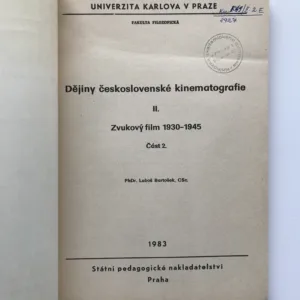 UNIVERZITA KARLOVA V PRAZE
FAKULTA FILOZOFICKÁ
Dějiny československé kinematografie
II.
Zvukový film 1930-1945
Část 2.
PhDr. Luboš Bartošek, CSc.
1983
Státní pedagogické nakladatelství
Praha